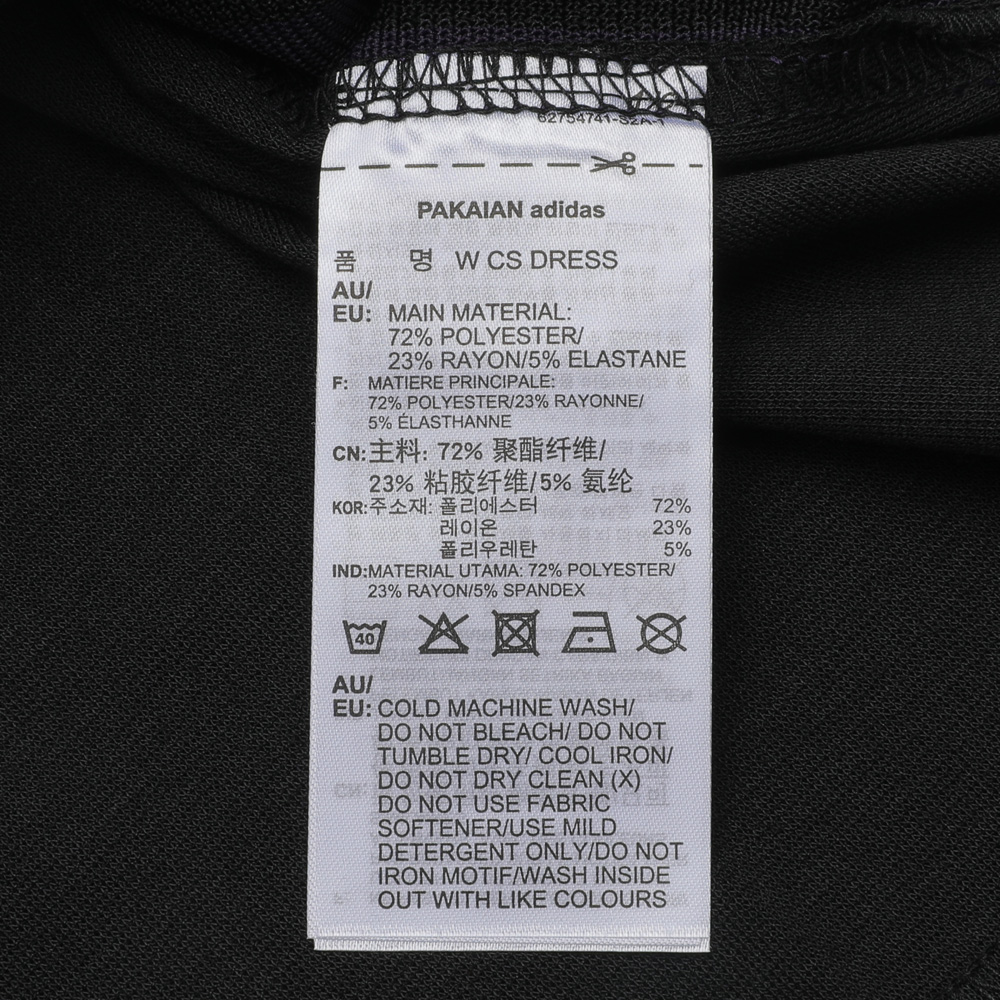 62754741-S2A-1
PAKAIAN adidas
품 명 W CS DRESS
AU/
EU: MAIN MATERIAL:
72% POLYESTER/
23% RAYON/5% ELASTANE
F: MATIERE PRINCIPALE:
72% POLYESTER/23% RAYONNE/
5% ÉLASTHANNE
CN: 主料: 72% 聚酯纤维/
23% 粘胶纤维/5% 氨纶
KOR: 주소재: 폴리에스터 72%
레이온 23%
폴리우레탄 5%
IND: MATERIAL UTAMA: 72% POLYESTER/
23% RAYON/5% SPANDEX
40
AU/
EU: COLD MACHINE WASH/
DO NOT BLEACH/ DO NOT
TUMBLE DRY/ COOL IRON/
DO NOT DRY CLEAN (X)
DO NOT USE FABRIC
SOFTENER/USE MILD
DETERGENT ONLY/DO NOT
IRON MOTIF/WASH INSIDE
OUT WITH LIKE COLOURS